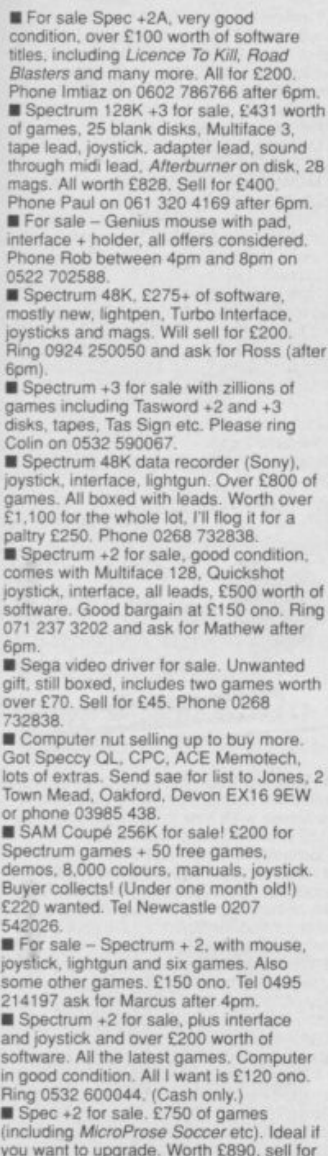 ■ For sale Spec +2A, very good
condition, over £100 worth of software
titles, including Licence To Kill, Road
Blasters and many more. All for £200.
Phone Imtiaz on 0602 786766 after 6pm.
■ Spectrum 128K +3 for sale, £431 worth
of games, 25 blank disks, Multiface 3,
tape lead, joystick, adapter lead, sound
through midi lead, Afterburner on disk, 28
mags. All worth £828. Sell for £400.
Phone Paul on 061 320 4169 after 6pm.
■ For sale – Genius mouse with pad,
interface + holder, all offers considered.
Phone Rob between 4pm and 8pm on
0522 702588.
■ Spectrum 48K, £275+ of software,
mostly new, lightpen, Turbo Interface,
joysticks and mags. Will sell for £200.
Ring 0924 250050 and ask for Ross (after
6pm).
■ Spectrum +3 for sale with zillions of
games including Tasword +2 and +3
disks, tapes, Tas Sign etc. Please ring
Colin on 0532 590067.
■ Spectrum 48K data recorder (Sony),
joystick, interface, lightgun. Over £800 of
games. All boxed with leads. Worth over
£1,100 for the whole lot, I'll flog it for a
paltry £250. Phone 0268 732838.
■ Spectrum +2 for sale, good condition,
comes with Multiface 128, Quickshot
joystick, interface, all leads, £500 worth of
software. Good bargain at £150 ono. Ring
071 237 3202 and ask for Mathew after
6pm.
■ Sega video driver for sale. Unwanted
gift, still boxed, includes two games worth
over £70. Sell for £45. Phone 0268
732838.
■ Computer nut selling up to buy more.
Got Speccy QL, CPC, ACE Memotech,
lots of extras. Send sae for list to Jones, 2
Town Mead, Oakford, Devon EX16 9EW
or phone 03985 438.
■ SAM Coupé 256K for sale! £200 for
Spectrum games + 50 free games,
demos, 8,000 colours, manuals, joystick.
Buyer collects! (Under one month old!)
£220 wanted. Tel Newcastle 0207
542026.
■ For sale – Spectrum + 2, with mouse,
joystick, lightgun and six games. Also
some other games. £150 ono. Tel 0495
214197 ask for Marcus after 4pm.
■ Spectrum +2 for sale, plus interface
and joystick and over £200 worth of
software. All the latest games. Computer
in good condition. All I want is £120 ono.
Ring 0532 600044. (Cash only.)
■ Spec +2 for sale. £750 of games
(including MicroProse Soccer etc). Ideal if
you want to upgrade. Worth £890, sell for